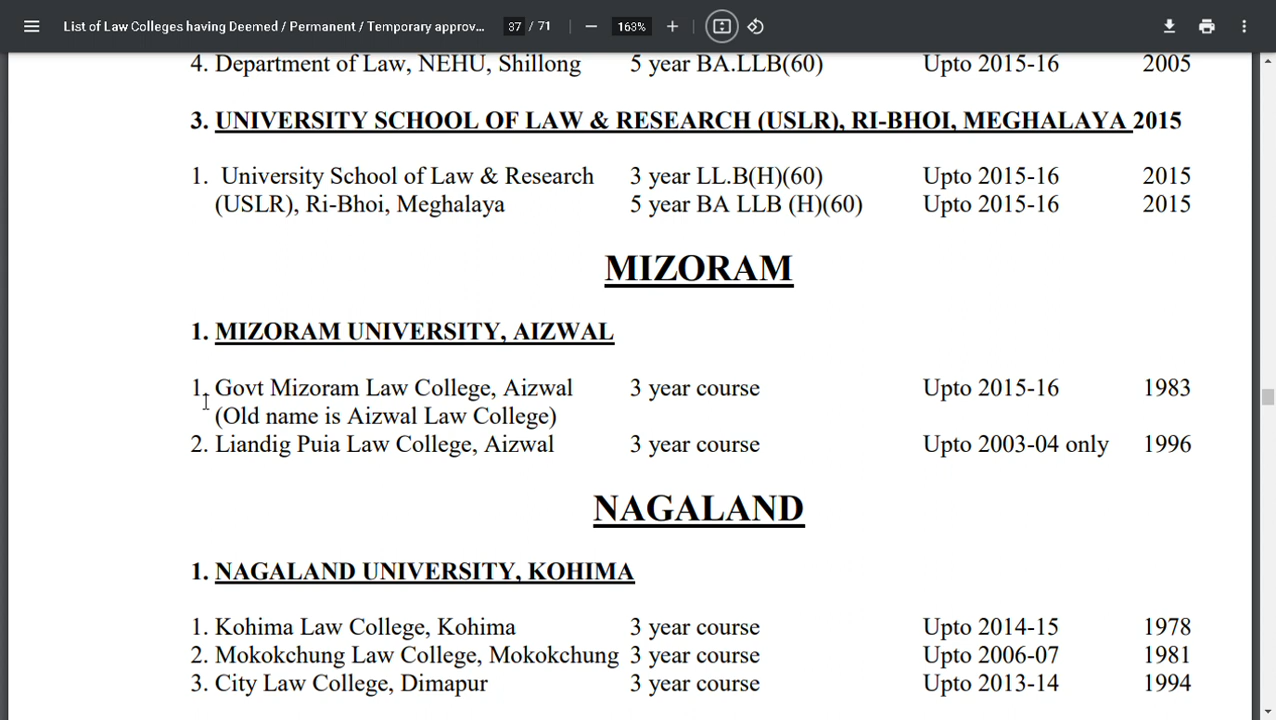 List of Law Colleges having Deemed / Permanent / Temporary approv... 37 / 71 163%
4. Department of Law, NEHU, Shillong 5 year BA.LLB(60) Upto 2015-16 2005
3. UNIVERSITY SCHOOL OF LAW & RESEARCH (USLR), RI-BHOI, MEGHALAYA 2015
1. University School of Law & Research 3 year LL.B(H)(60) Upto 2015-16 2015
(USLR), Ri-Bhoi, Meghalaya 5 year BA LLB (H)(60) Upto 2015-16 2015
MIZORAM
1. MIZORAM UNIVERSITY, AIZWAL
1. Govt Mizoram Law College, Aizwal 3 year course Upto 2015-16 1983
(Old name is Aizwal Law College)
2. Liandig Puia Law College, Aizwal 3 year course Upto 2003-04 only 1996
NAGALAND
1. NAGALAND UNIVERSITY, KOHIMA
1. Kohima Law College, Kohima 3 year course Upto 2014-15 1978
2. Mokokchung Law College, Mokokchung 3 year course Upto 2006-07 1981
3. City Law College, Dimapur 3 year course Upto 2013-14 1994